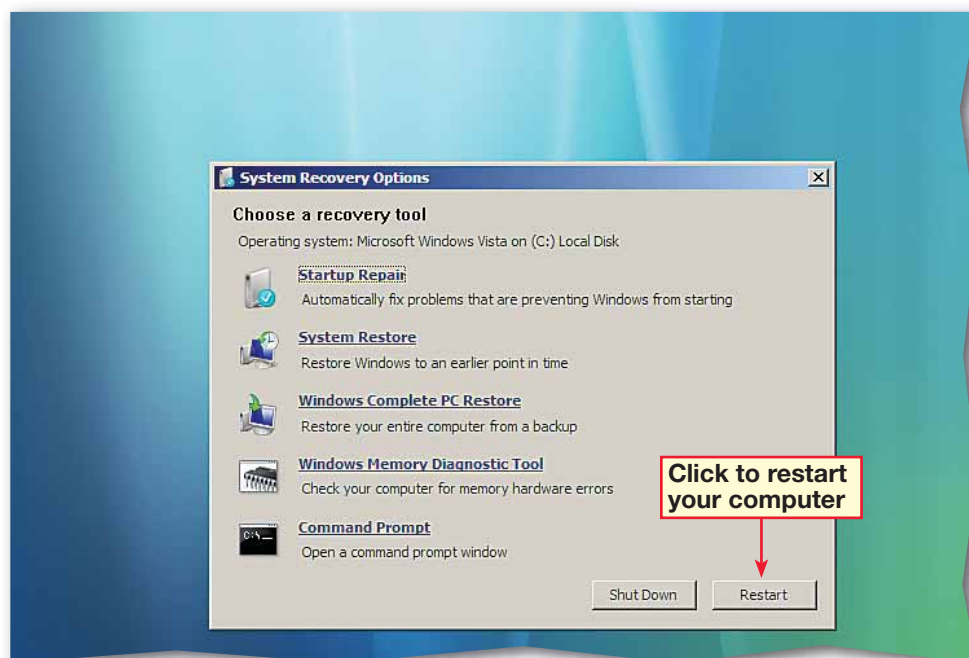 System Recovery Options
Choose a recovery tool
Operating system: Microsoft Windows Vista on (C:) Local Disk
Startup Repair
Automatically fix problems that are preventing Windows from starting
System Restore
Restore Windows to an earlier point in time
Windows Complete PC Restore
Restore your entire computer from a backup
Windows Memory Diagnostic Tool
Check your computer for memory hardware errors
Click to restart
your computer
C:\_
Command Prompt
Open a command prompt window
Shut Down
Restart